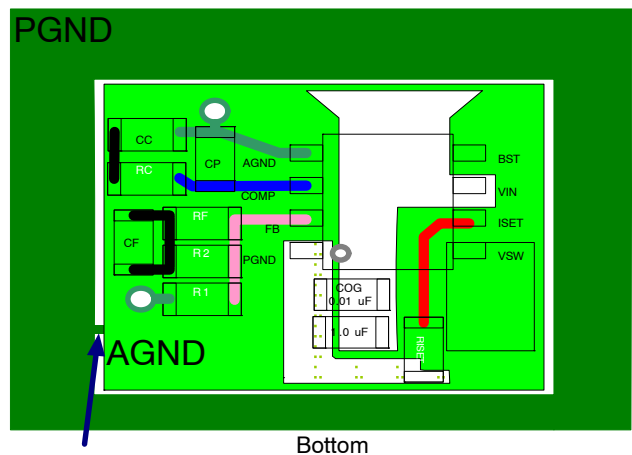 PGND
CC
CP
AGND
BST
RC
COMP
VIN
RF
FB
ISET
CF
R 2
PGND
VSW
R 1
COG
0.01 uF
1.0 uF
RISET
AGND
Bottom